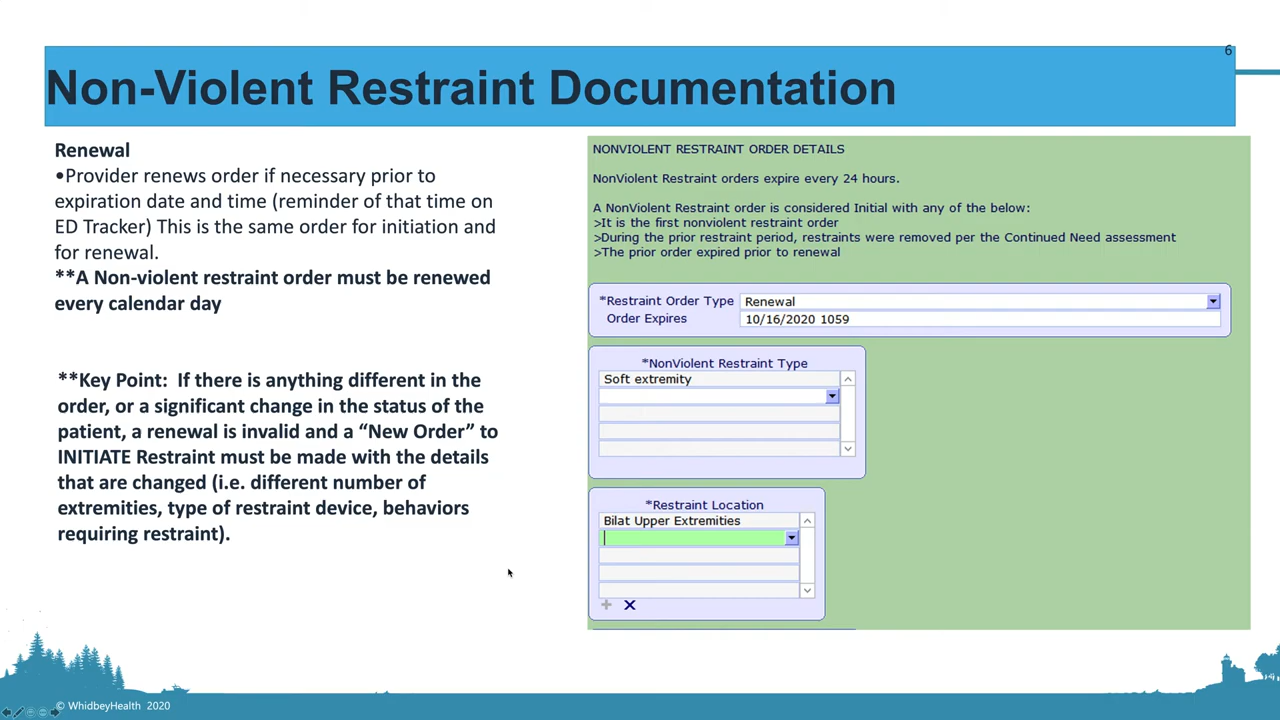 6
Non-Violent Restraint Documentation
Renewal
•Provider renews order if necessary prior to
expiration date and time (reminder of that time on
ED Tracker) This is the same order for initiation and
for renewal.
**A Non-violent restraint order must be renewed
every calendar day
**Key Point:  If there is anything different in the
order, or a significant change in the status of the
patient, a renewal is invalid and a “New Order” to
INITIATE Restraint must be made with the details
that are changed (i.e. different number of
extremities, type of restraint device, behaviors
requiring restraint).
NONVIOLENT RESTRAINT ORDER DETAILS
NonViolent Restraint orders expire every 24 hours.
A NonViolent Restraint order is considered Initial with any of the below:
>It is the first nonviolent restraint order
>During the prior restraint period, restraints were removed per the Continued Need assessment
>The prior order expired prior to renewal
*Restraint Order Type Renewal
Order Expires 10/16/2020 1059
*NonViolent Restraint Type
Soft extremity
*Restraint Location
Bilat Upper Extremities
© WhidbeyHealth 2020